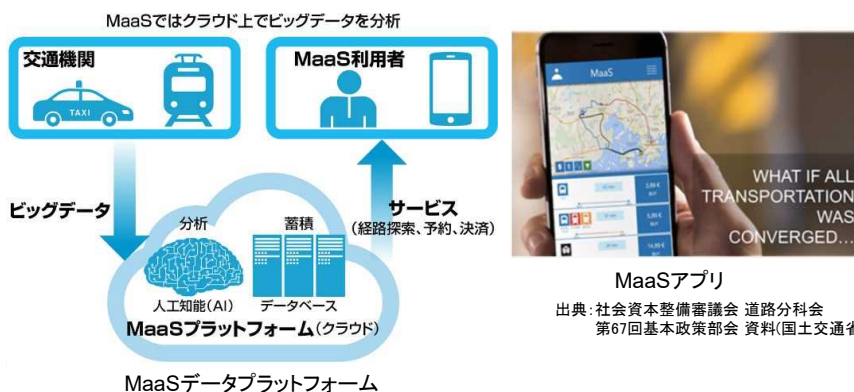 MaaSではクラウド上でビッグデータを分析
交通機関
TAXI
MaaS利用者
ビッグデータ
サービス
(経路探索、予約、決済)
分析
蓄積
人工知能(AI)
データベース
MaaSプラットフォーム(クラウド)
MaaSデータプラットフォーム
MaaS
WHAT IF ALL
TRANSPORTATION
WAS
CONVERGED...
MaaSアプリ
出典:社会資本整備審議会 道路分科会
第67回基本政策部会 資料(国土交通省